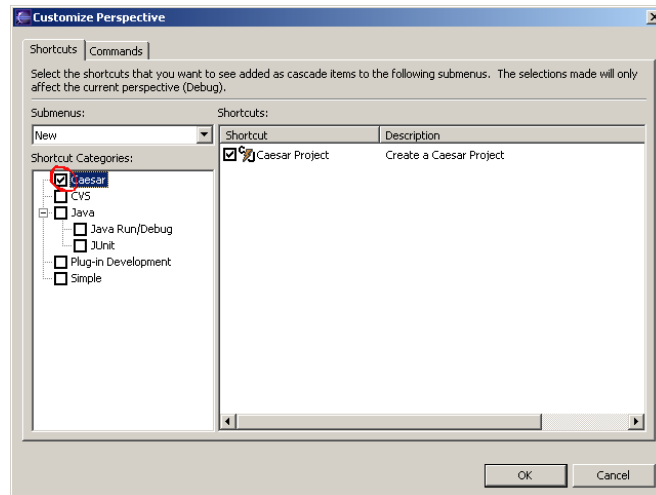 Customize Perspective
Shortcuts Commands
Select the shortcuts that you want to see added as cascade items to the following submenus. The selections made will only
affect the current perspective (Debug).
Submenus:
New
Shortcut Categories:
Caesar
CVS
Java
Java Run/Debug
JUnit
Plug-in Development
Simple
Shortcuts:
Shortcut Description
Caesar Project Create a Caesar Project
OK Cancel